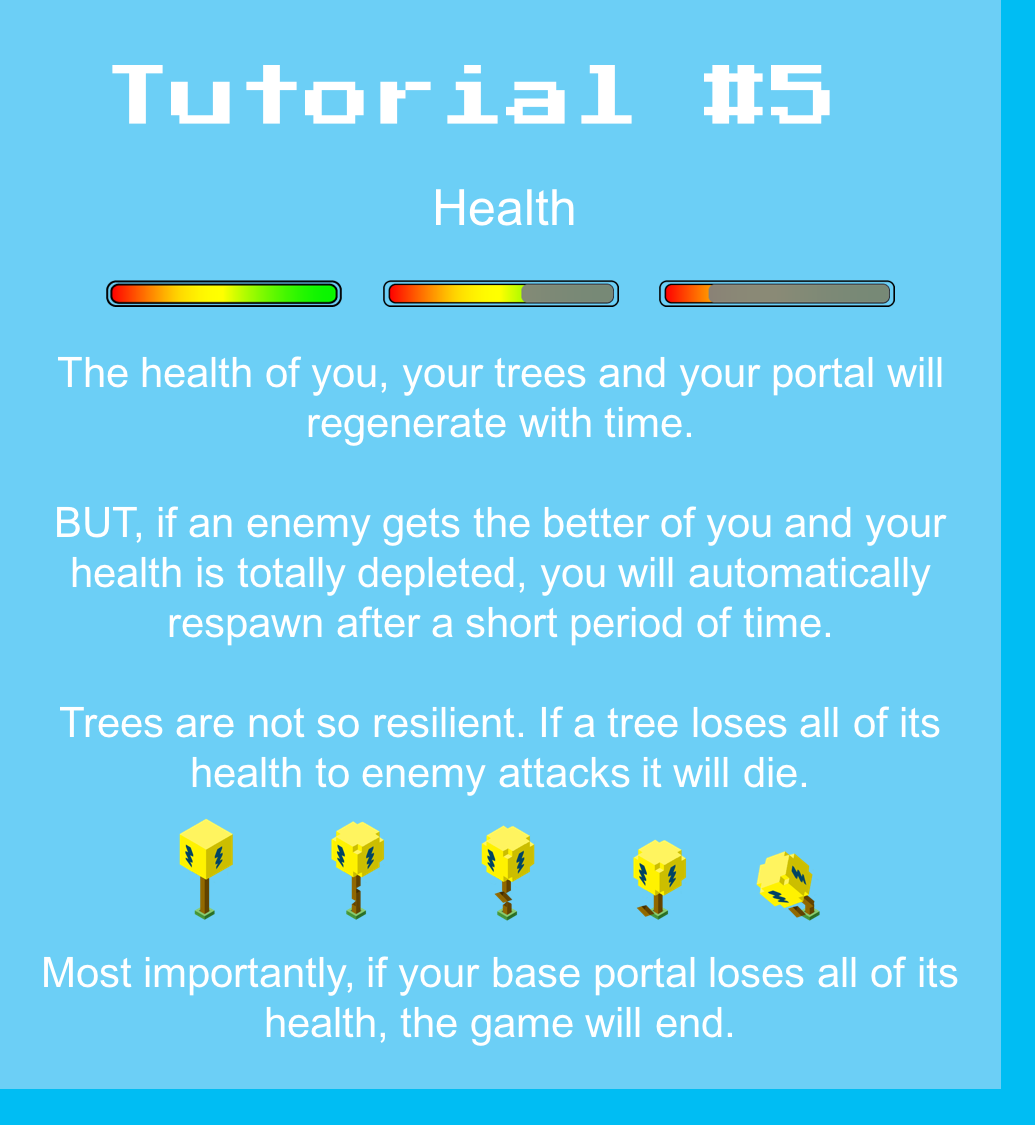 Tutorial #5
Health
The health of you, your trees and your portal will
regenerate with time.
BUT, if an enemy gets the better of you and your
health is totally depleted, you will automatically
respawn after a short period of time.
Trees are not so resilient. If a tree loses all of its
health to enemy attacks it will die.
Most importantly, if your base portal loses all of its
health, the game will end.